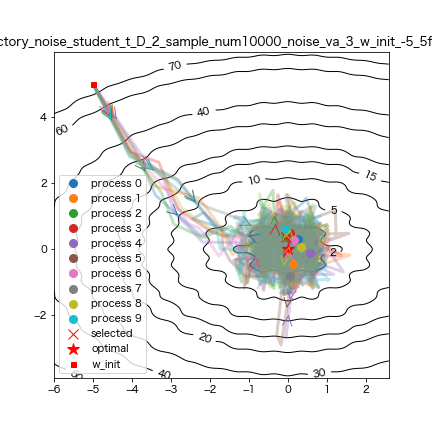 ctory_noise_student_t_D_2_sample_num10000_noise_va_3_w_init_-5_5f
70
60
40
15
10
5
2
20
40
30
process 0
process 1
process 2
process 3
process 4
process 5
process 6
process 7
process 8
process 9
selected
optimal
w_init
4
2
0
−2
−6 −5 −4 −3 −2 −1 0 1 2